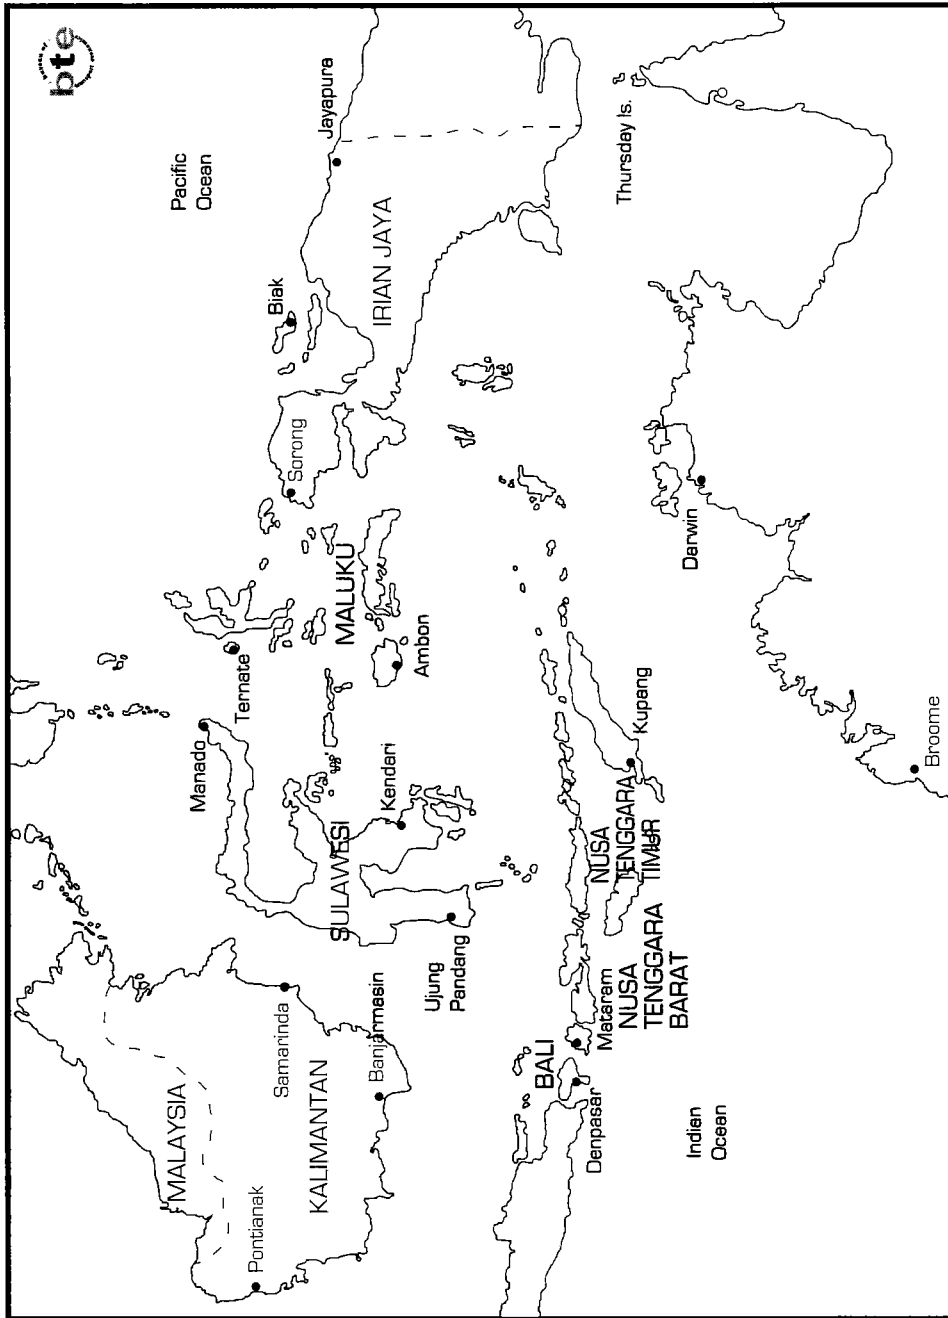 bte
Pacific
Ocean
Jayapura
Biak
IRIAN JAYA
Sorong
Thursday Is.
MALUKU
Ternate
Ambon
Manado
Kendari
SULAWESI
Ujung
Pandang
MALAYSIA
Samarinda
KALIMANTAN
Banjarmasin
Pontianak
BALI
Denpasar
Mataram
NUSA
TENGGARA
BARAT
NUSA
TENGGARA
TIMUR
Kupang
Darwin
Broome
Indian
Ocean